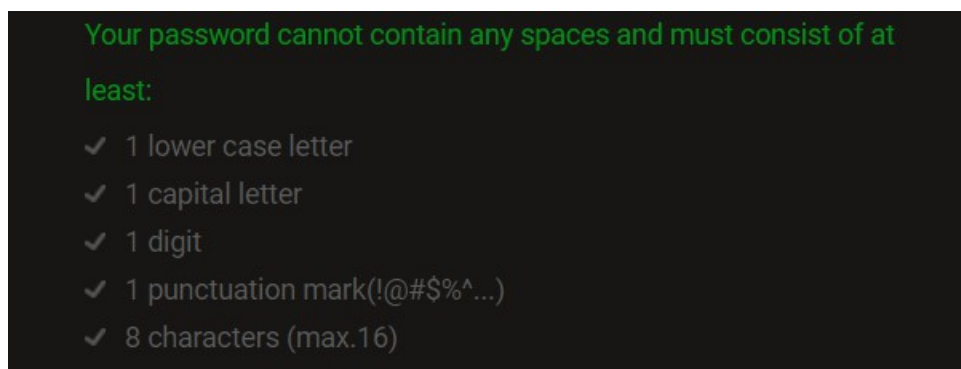 Your password cannot contain any spaces and must consist of at
least:
1 lower case letter
1 capital letter
1 digit
1 punctuation mark(!@#$%^...)
8 characters (max.16)